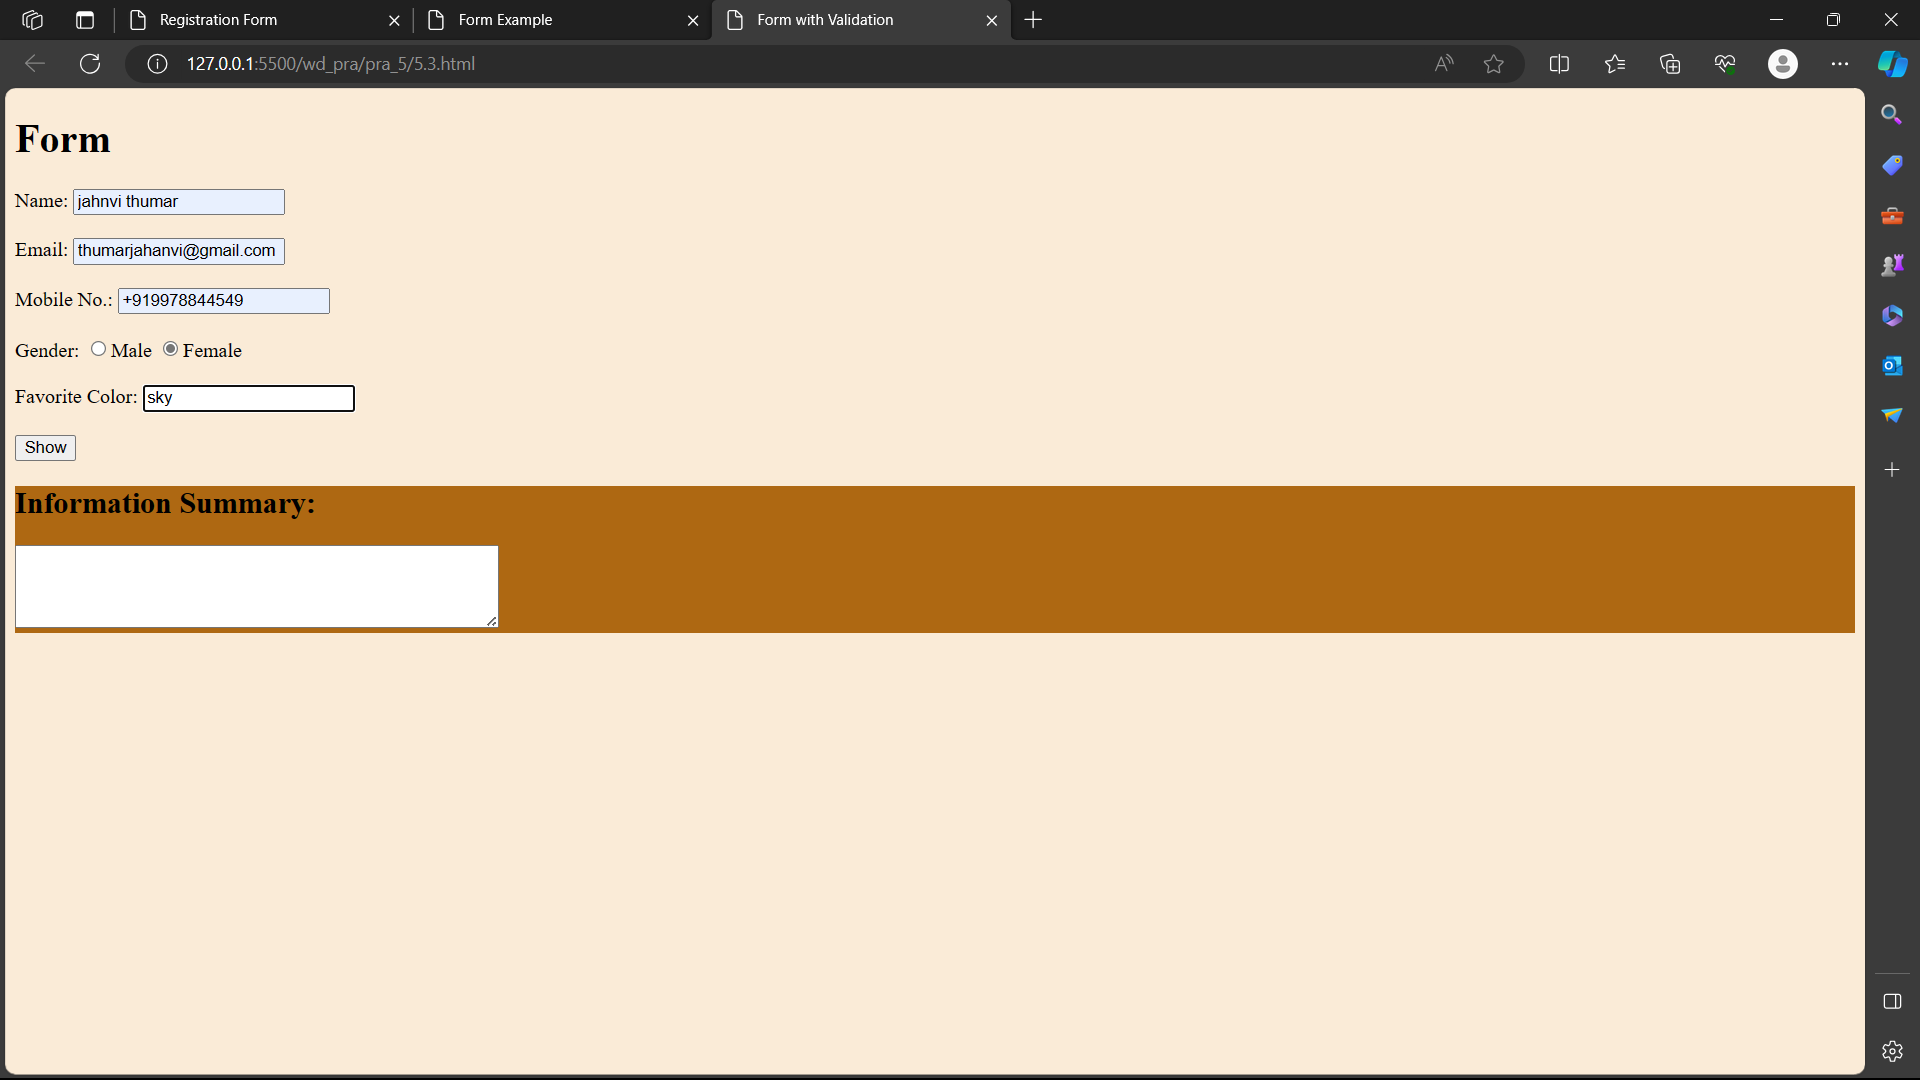 Registration Form
Form Example
Form with Validation
127.0.0.1:5500/wd_pra/pra_5/5.3.html
Form
Name: jahnvi thumar
Email: thumarjahanvi@gmail.com
Mobile No.: +919978844549
Gender: Male Female
Favorite Color: sky
Show
Information Summary: